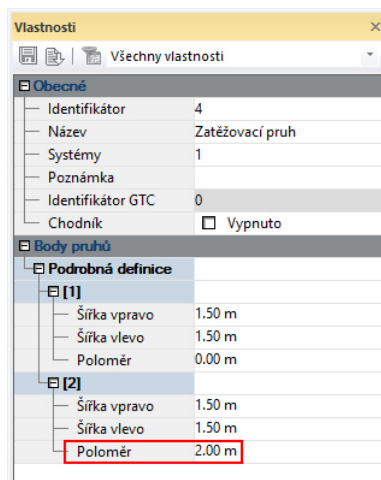 Vlastnosti
Všechny vlastnosti
Obecné
Identifikátor 4
Název Zatěžovací pruh
Systémy 1
Poznámka
Identifikátor GTC 0
Chodník Vypnuto
Body pruhů
Podrobná definice
[1]
Šířka vpravo 1.50 m
Šířka vlevo 1.50 m
Poloměr 0.00 m
[2]
Šířka vpravo 1.50 m
Šířka vlevo 1.50 m
Poloměr 2.00 m